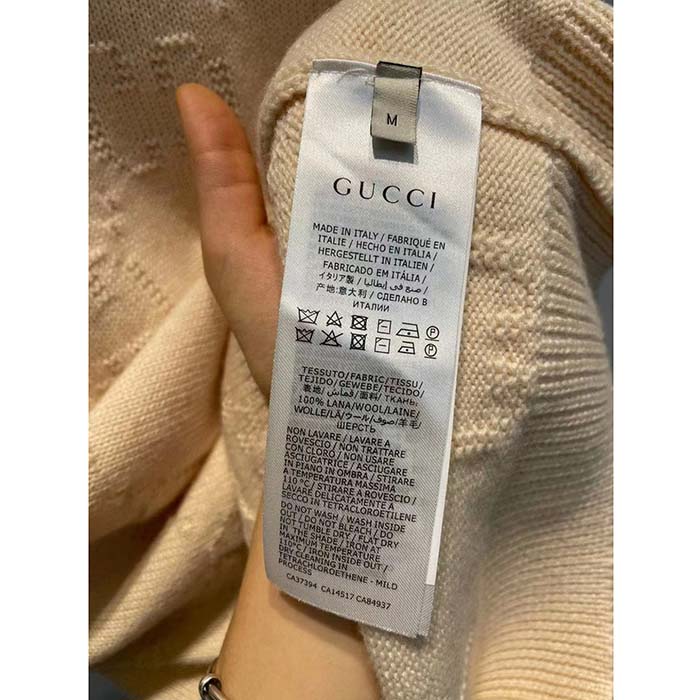 M
GUCCI
MADE IN ITALY / FABRIQUÉ EN
ITALIE / HECHO EN ITALIA /
HERGESTELLT IN ITALIEN /
FABRICADO EM ITÁLIA /
イタリア製 / صنع في إيطاليا /
产地:意大利 / СДЕЛАНО В
ИТАЛИИ
TESSUTO/FABRIC/TISSU/
TEJIDO/GEWEBE/TECIDO/
表地/قماش/面料/ТКАНЬ:
100% LANA/WOOL/LAINE/
WOLLE/LÃ/ウール/صوف/羊毛/
ШЕРСТЬ
NON LAVARE / LAVARE A
ROVESCIO / NON TRATTARE
CON CLORO / NON USARE
ASCIUGATRICE / ASCIUGARE
IN PIANO IN OMBRA / STIRARE
A TEMPERATURA MASSIMA
110°C / STIRARE A ROVESCIO /
LAVARE DELICATAMENTE A
SECCO IN TETRACLOROETILENE
DO NOT WASH / WASH INSIDE
OUT / DO NOT BLEACH / DO
NOT TUMBLE DRY / FLAT DRY
IN THE SHADE / IRON AT
MAXIMUM TEMPERATURE
110°C / IRON INSIDE OUT /
DRY CLEANING IN
TETRACHLOROETHENE - MILD
PROCESS
CA37394 CA14517 CA84937